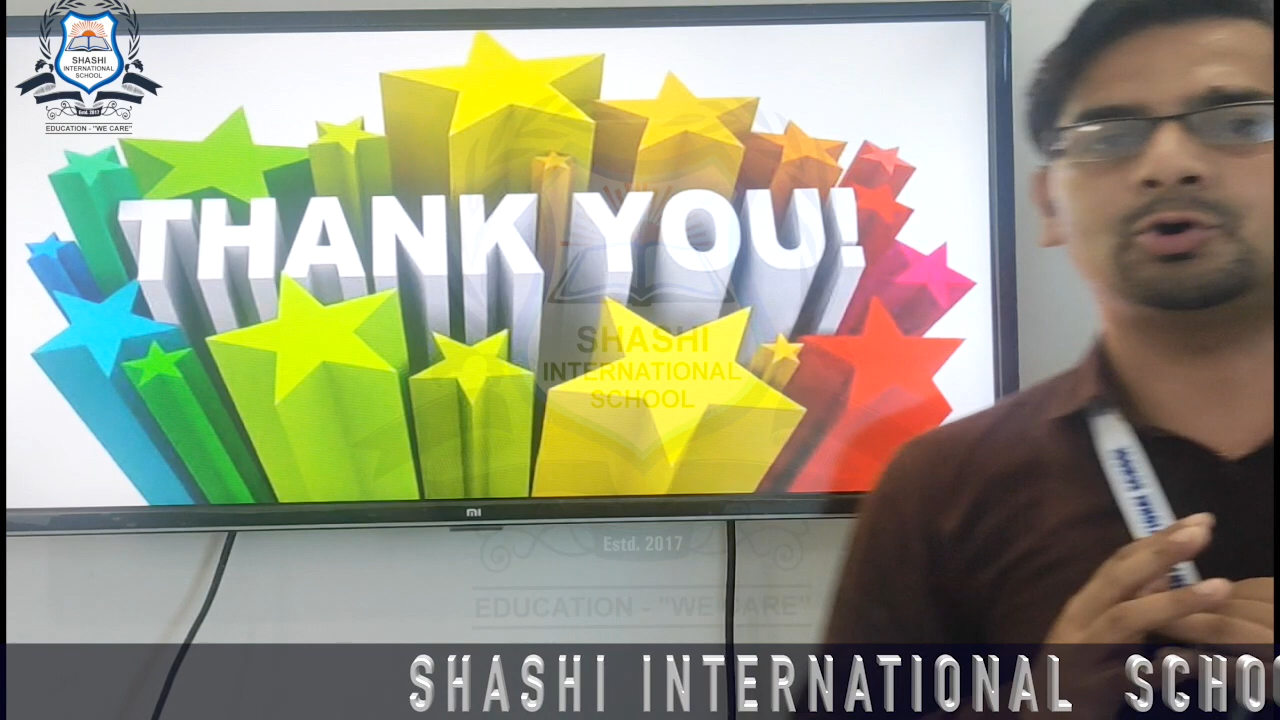 SHASHI
INTERNATIONAL
SCHOOL
Estd. 2017
EDUCATION - "WE CARE"
THANK YOU!
SHASHI
INTERNATIONAL
SCHOOL
mi
Estd. 2017
EDUCATION - "WE CARE"
SHASHI INTERNATIONAL SCHOO